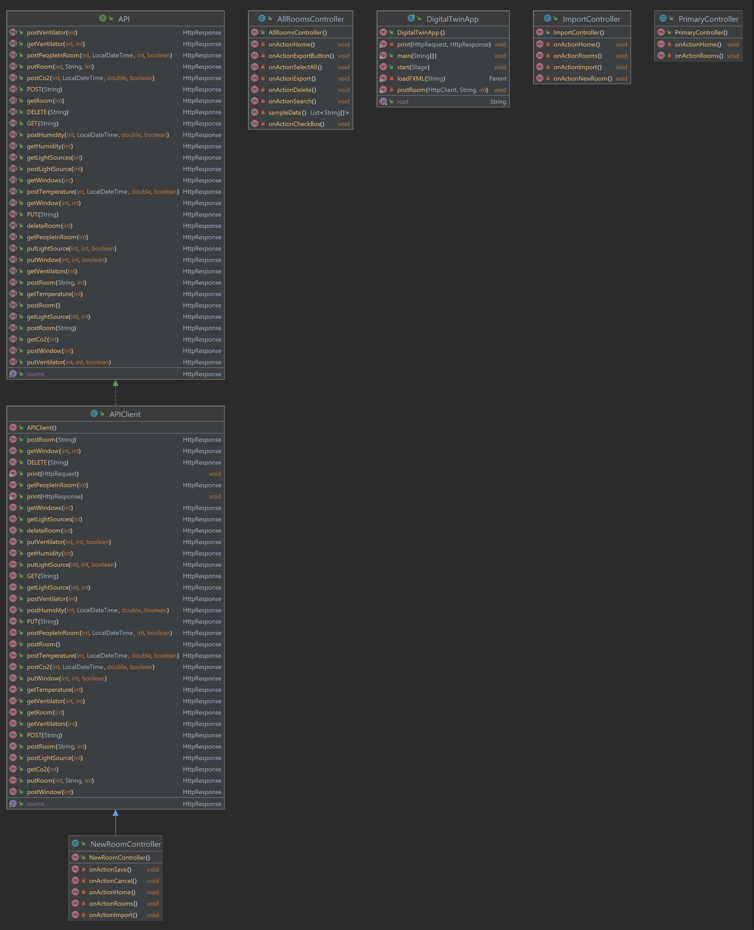 API
postVentilator(int) HttpResponse
getVentilator(int, int) HttpResponse
postPeopleInRoom(int, LocalDateTime, int, boolean) HttpResponse
putRoom(int, String, int) HttpResponse
postCo2(int, LocalDateTime, double, boolean) HttpResponse
POST(String) HttpResponse
getRoom(int) HttpResponse
DELETE(String) HttpResponse
GET(String) HttpResponse
postHumidity(int, LocalDateTime, double, boolean) HttpResponse
getHumidity(int) HttpResponse
getLightSources(int) HttpResponse
postLightSource(int) HttpResponse
getWindows(int) HttpResponse
postTemperature(int, LocalDateTime, double, boolean) HttpResponse
getWindow(int, int) HttpResponse
PUT(String) HttpResponse
deleteRoom(int) HttpResponse
getPeopleInRoom(int) HttpResponse
putLightSource(int, int, boolean) HttpResponse
putWindow(int, int, boolean) HttpResponse
getVentilators(int) HttpResponse
postRoom(String, int) HttpResponse
getTemperature(int) HttpResponse
postRoom() HttpResponse
getLightSource(int, int) HttpResponse
postRoom(String) HttpResponse
getCo2(int) HttpResponse
postWindow(int) HttpResponse
putVentilator(int, int, boolean) HttpResponse
rooms HttpResponse
APIClient
APIClient()
postRoom(String) HttpResponse
getWindow(int, int) HttpResponse
DELETE(String) HttpResponse
print(HttpRequest) void
getPeopleInRoom(int) HttpResponse
print(HttpResponse) void
getWindows(int) HttpResponse
getLightSources(int) HttpResponse
deleteRoom(int) HttpResponse
putVentilator(int, int, boolean) HttpResponse
getHumidity(int) HttpResponse
putLightSource(int, int, boolean) HttpResponse
GET(String) HttpResponse
getLightSource(int, int) HttpResponse
postVentilator(int) HttpResponse
postHumidity(int, LocalDateTime, double, boolean) HttpResponse
PUT(String) HttpResponse
postPeopleInRoom(int, LocalDateTime, int, boolean) HttpResponse
postRoom() HttpResponse
postTemperature(int, LocalDateTime, double, boolean) HttpResponse
postCo2(int, LocalDateTime, double, boolean) HttpResponse
putWindow(int, int, boolean) HttpResponse
getTemperature(int) HttpResponse
getVentilator(int, int) HttpResponse
getRoom(int) HttpResponse
getVentilators(int) HttpResponse
POST(String) HttpResponse
postRoom(String, int) HttpResponse
postLightSource(int) HttpResponse
getCo2(int) HttpResponse
putRoom(int, String, int) HttpResponse
postWindow(int) HttpResponse
rooms HttpResponse
NewRoomController
NewRoomController()
onActionSave() void
onActionCancel() void
onActionHome() void
onActionRooms() void
onActionImport() void
AllRoomsController
AllRoomsController()
onActionHome() void
onActionExportButton() void
onActionSelectAll() void
onActionExport() void
onActionDelete() void
onActionSearch() void
sampleData() List<String[]>
onActionCheckBox() void
DigitalTwinApp
DigitalTwinApp()
print(HttpRequest, HttpResponse) void
main(String[]) void
start(Stage) void
loadFXML(String) Parent
postRoom(HttpClient, String, int) void
root String
ImportController
ImportController()
onActionHome() void
onActionRooms() void
onActionImport() void
onActionNewRoom() void
PrimaryController
PrimaryController()
onActionHome() void
onActionRooms() void